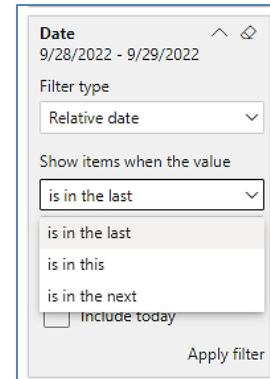 Date
9/28/2022 - 9/29/2022
Filter type
Relative date
Show items when the value
is in the last
is in the last
is in this
is in the next
Include today
Apply filter